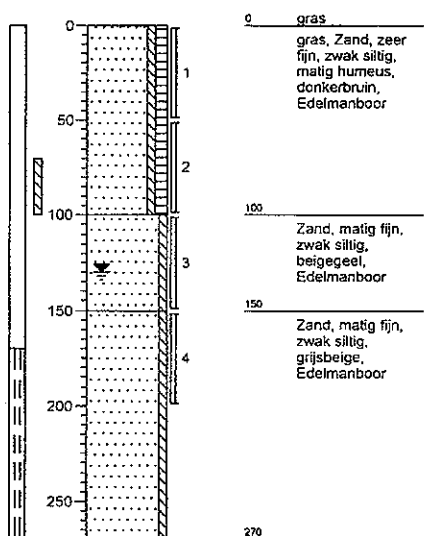 0
50
100
150
200
250
1
2
3
4
0 gras
gras, Zand, zeer
fijn, zwak siltig,
matig humeus,
donkerbruin,
Edelmanboor
100
Zand, matig fijn,
zwak siltig,
beigegeel,
Edelmanboor
150
Zand, matig fijn,
zwak siltig,
grijsbeige,
Edelmanboor
270